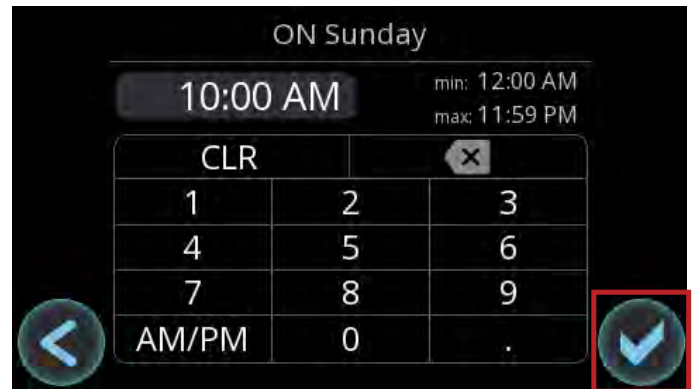 ON Sunday
10:00 AM
min: 12:00 AM
max: 11:59 PM
CLR
1 2 3
4 5 6
7 8 9
AM/PM 0 .